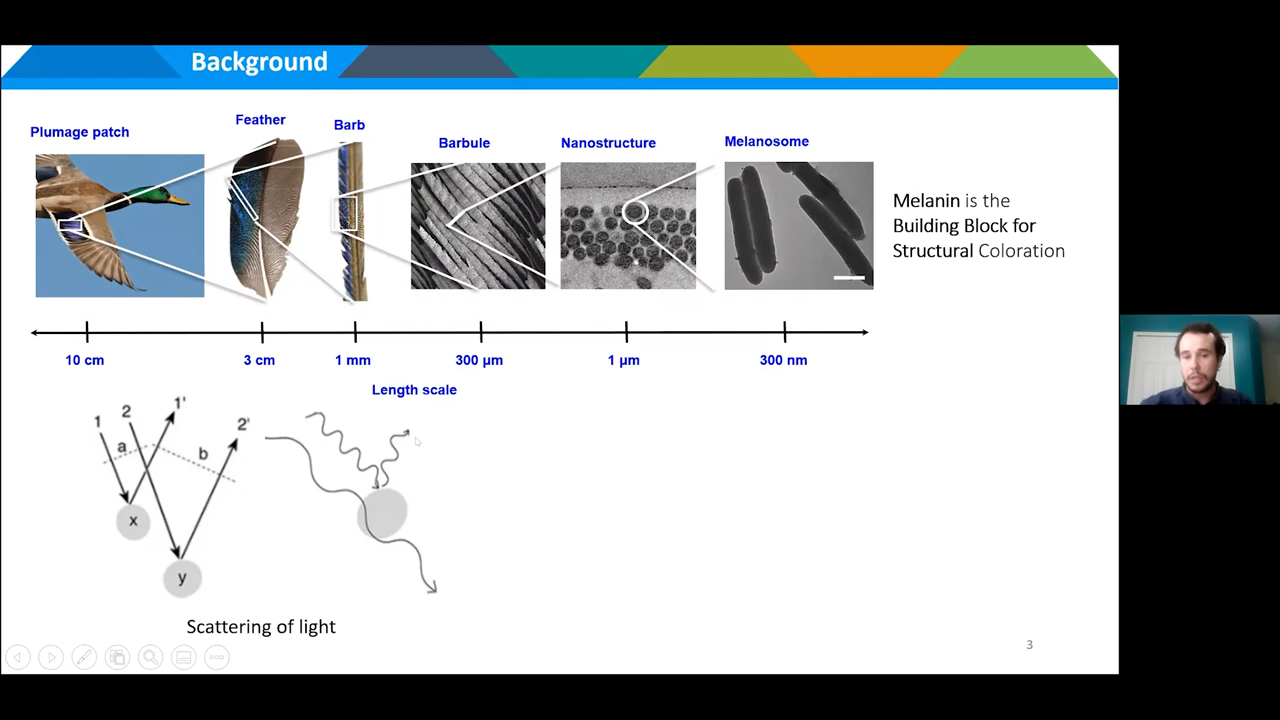 Background
Plumage patch
Feather
Barb
Barbule
Nanostructure
Melanosome
Melanin is the
Building Block for
Structural Coloration
10 cm
3 cm
1 mm
300 µm
1 µm
300 nm
Length scale
1
2
1'
2'
a
b
x
y
Scattering of light
3